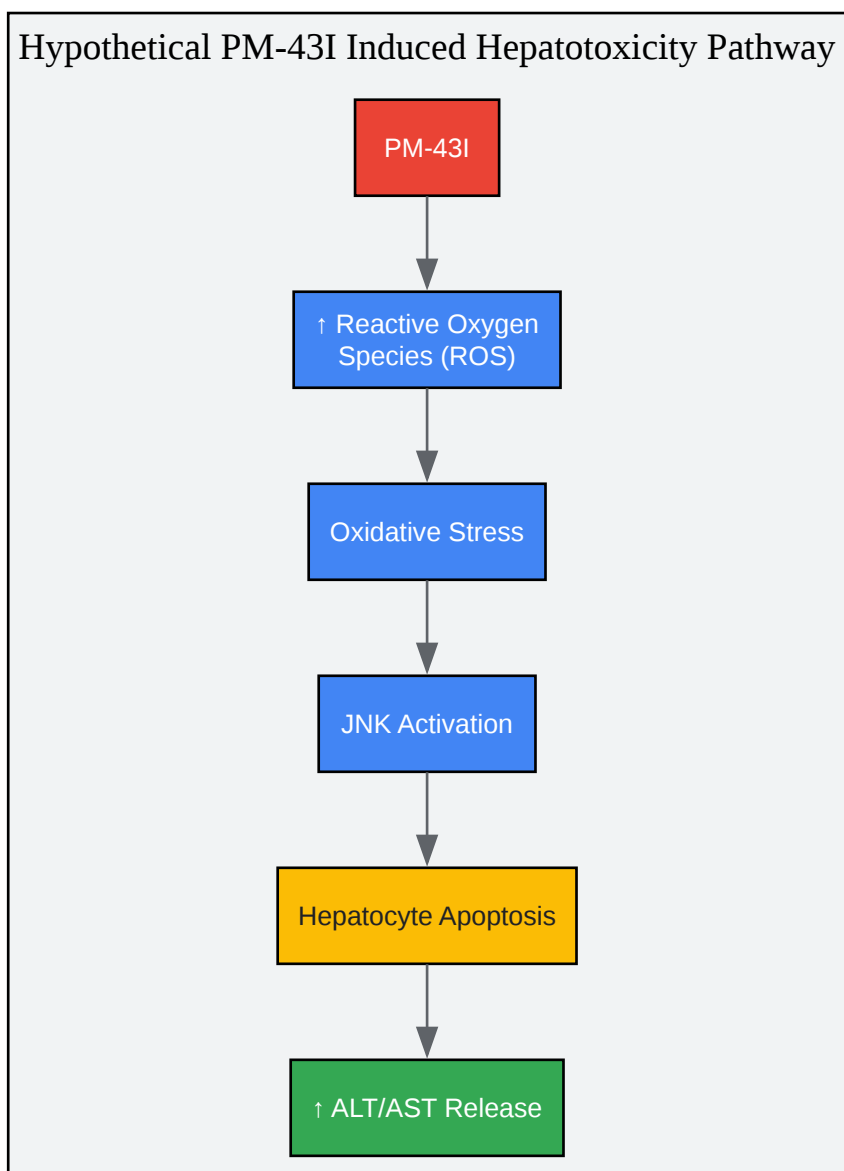 Hypothetical PM-43I Induced Hepatotoxicity Pathway
PM-43I
↑ Reactive Oxygen
Species (ROS)
Oxidative Stress
JNK Activation
Hepatocyte Apoptosis
↑ ALT/AST Release